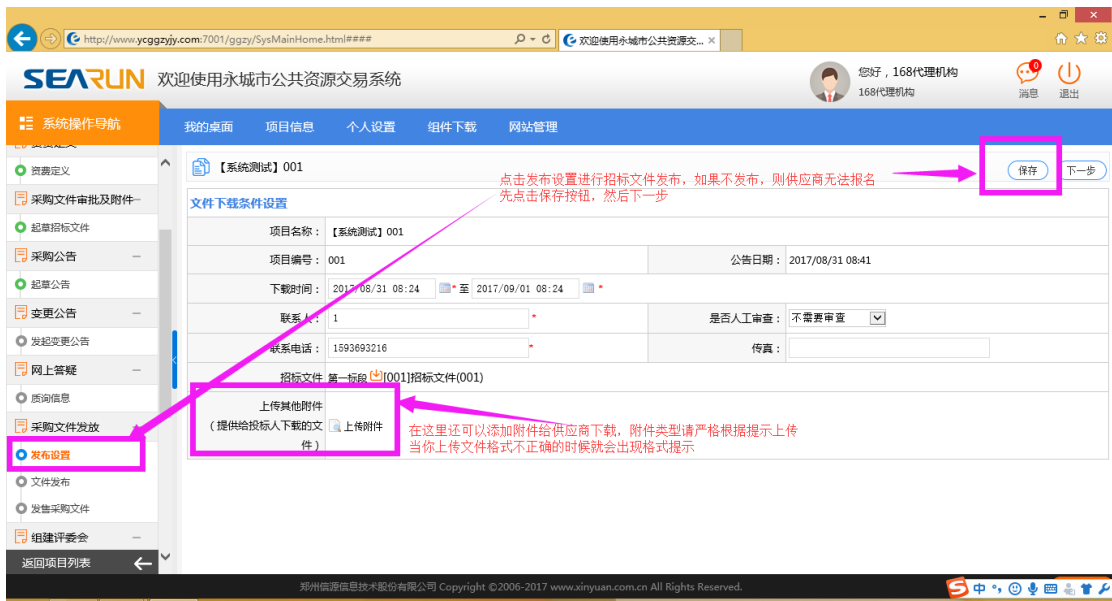 http://www.ycggzyjy.com:7001/ggzy/SysMainHome.html####
欢迎使用永城市公共资源交...
SEARUN 欢迎使用永城市公共资源交易系统
您好，168代理机构
168代理机构
0
消息
退出
系统操作导航
我的桌面 项目信息 个人设置 组件下载 网站管理
资费定义
采购文件审批及附件
起草招标文件
采购公告
起草公告
变更公告
发起变更公告
网上答疑
质询信息
采购文件发放
发布设置
文件发布
发售采购文件
组建评委会
返回项目列表
【系统测试】001
保存 下一步
点击发布设置进行招标文件发布，如果不发布，则供应商无法报名
先点击保存按钮，然后下一步
文件下载条件设置
项目名称： 【系统测试】001
项目编号： 001 公告日期： 2017/08/31 08:41
下载时间： 2017/08/31 08:24 * 至 2017/09/01 08:24 *
联系人： 1 * 是否人工审查： 不需要审查
联系电话： 1593693216 * 传真：
招标文件 第一标段 [001]招标文件(001)
上传其他附件
（提供给投标人下载的文件）
上传附件
在这里还可以添加附件给供应商下载，附件类型请严格根据提示上传
当你上传文件格式不正确的时候就会出现格式提示
郑州信源信息技术股份有限公司 Copyright ©2006-2017 www.xinyuan.com.cn All Rights Reserved.
中